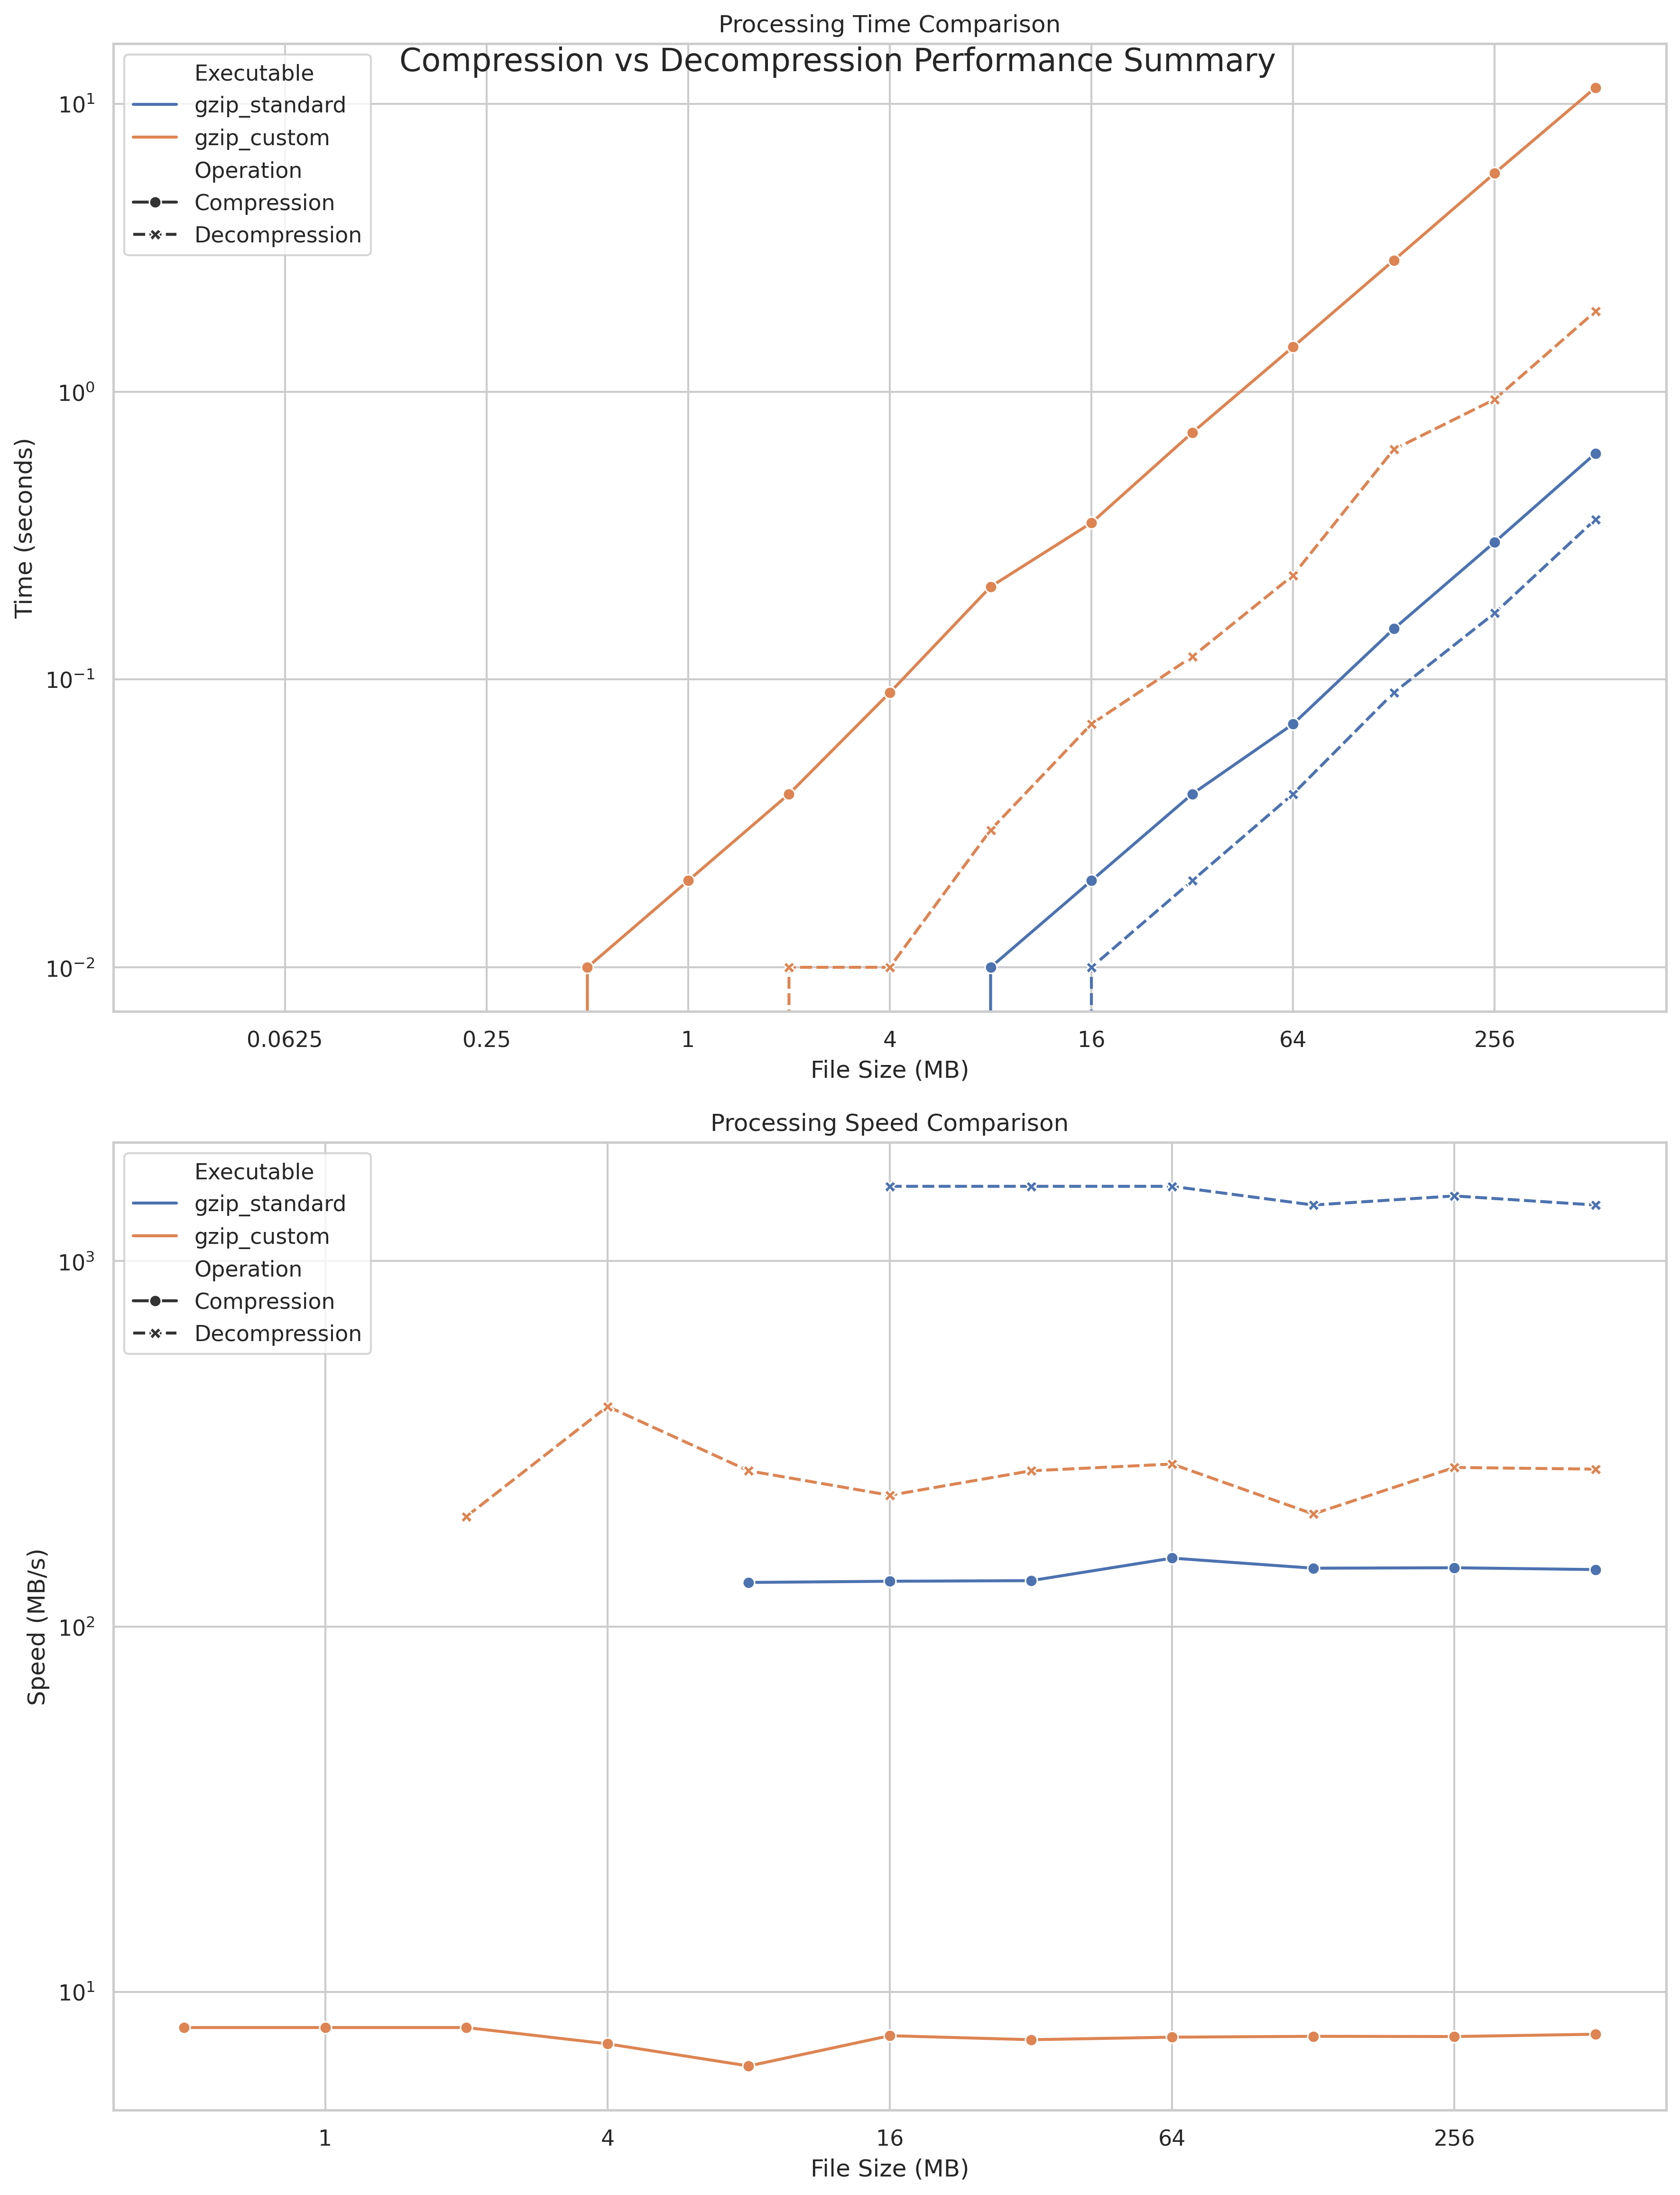 Processing Time Comparison
Compression vs Decompression Performance Summary
Executable
gzip_standard
gzip_custom
Operation
Compression
Decompression
10¹
10⁰
10⁻¹
10⁻²
Time (seconds)
0.0625 0.25 1 4 16 64 256
File Size (MB)
Processing Speed Comparison
Executable
gzip_standard
gzip_custom
Operation
Compression
Decompression
10³
10²
10¹
Speed (MB/s)
1 4 16 64 256
File Size (MB)